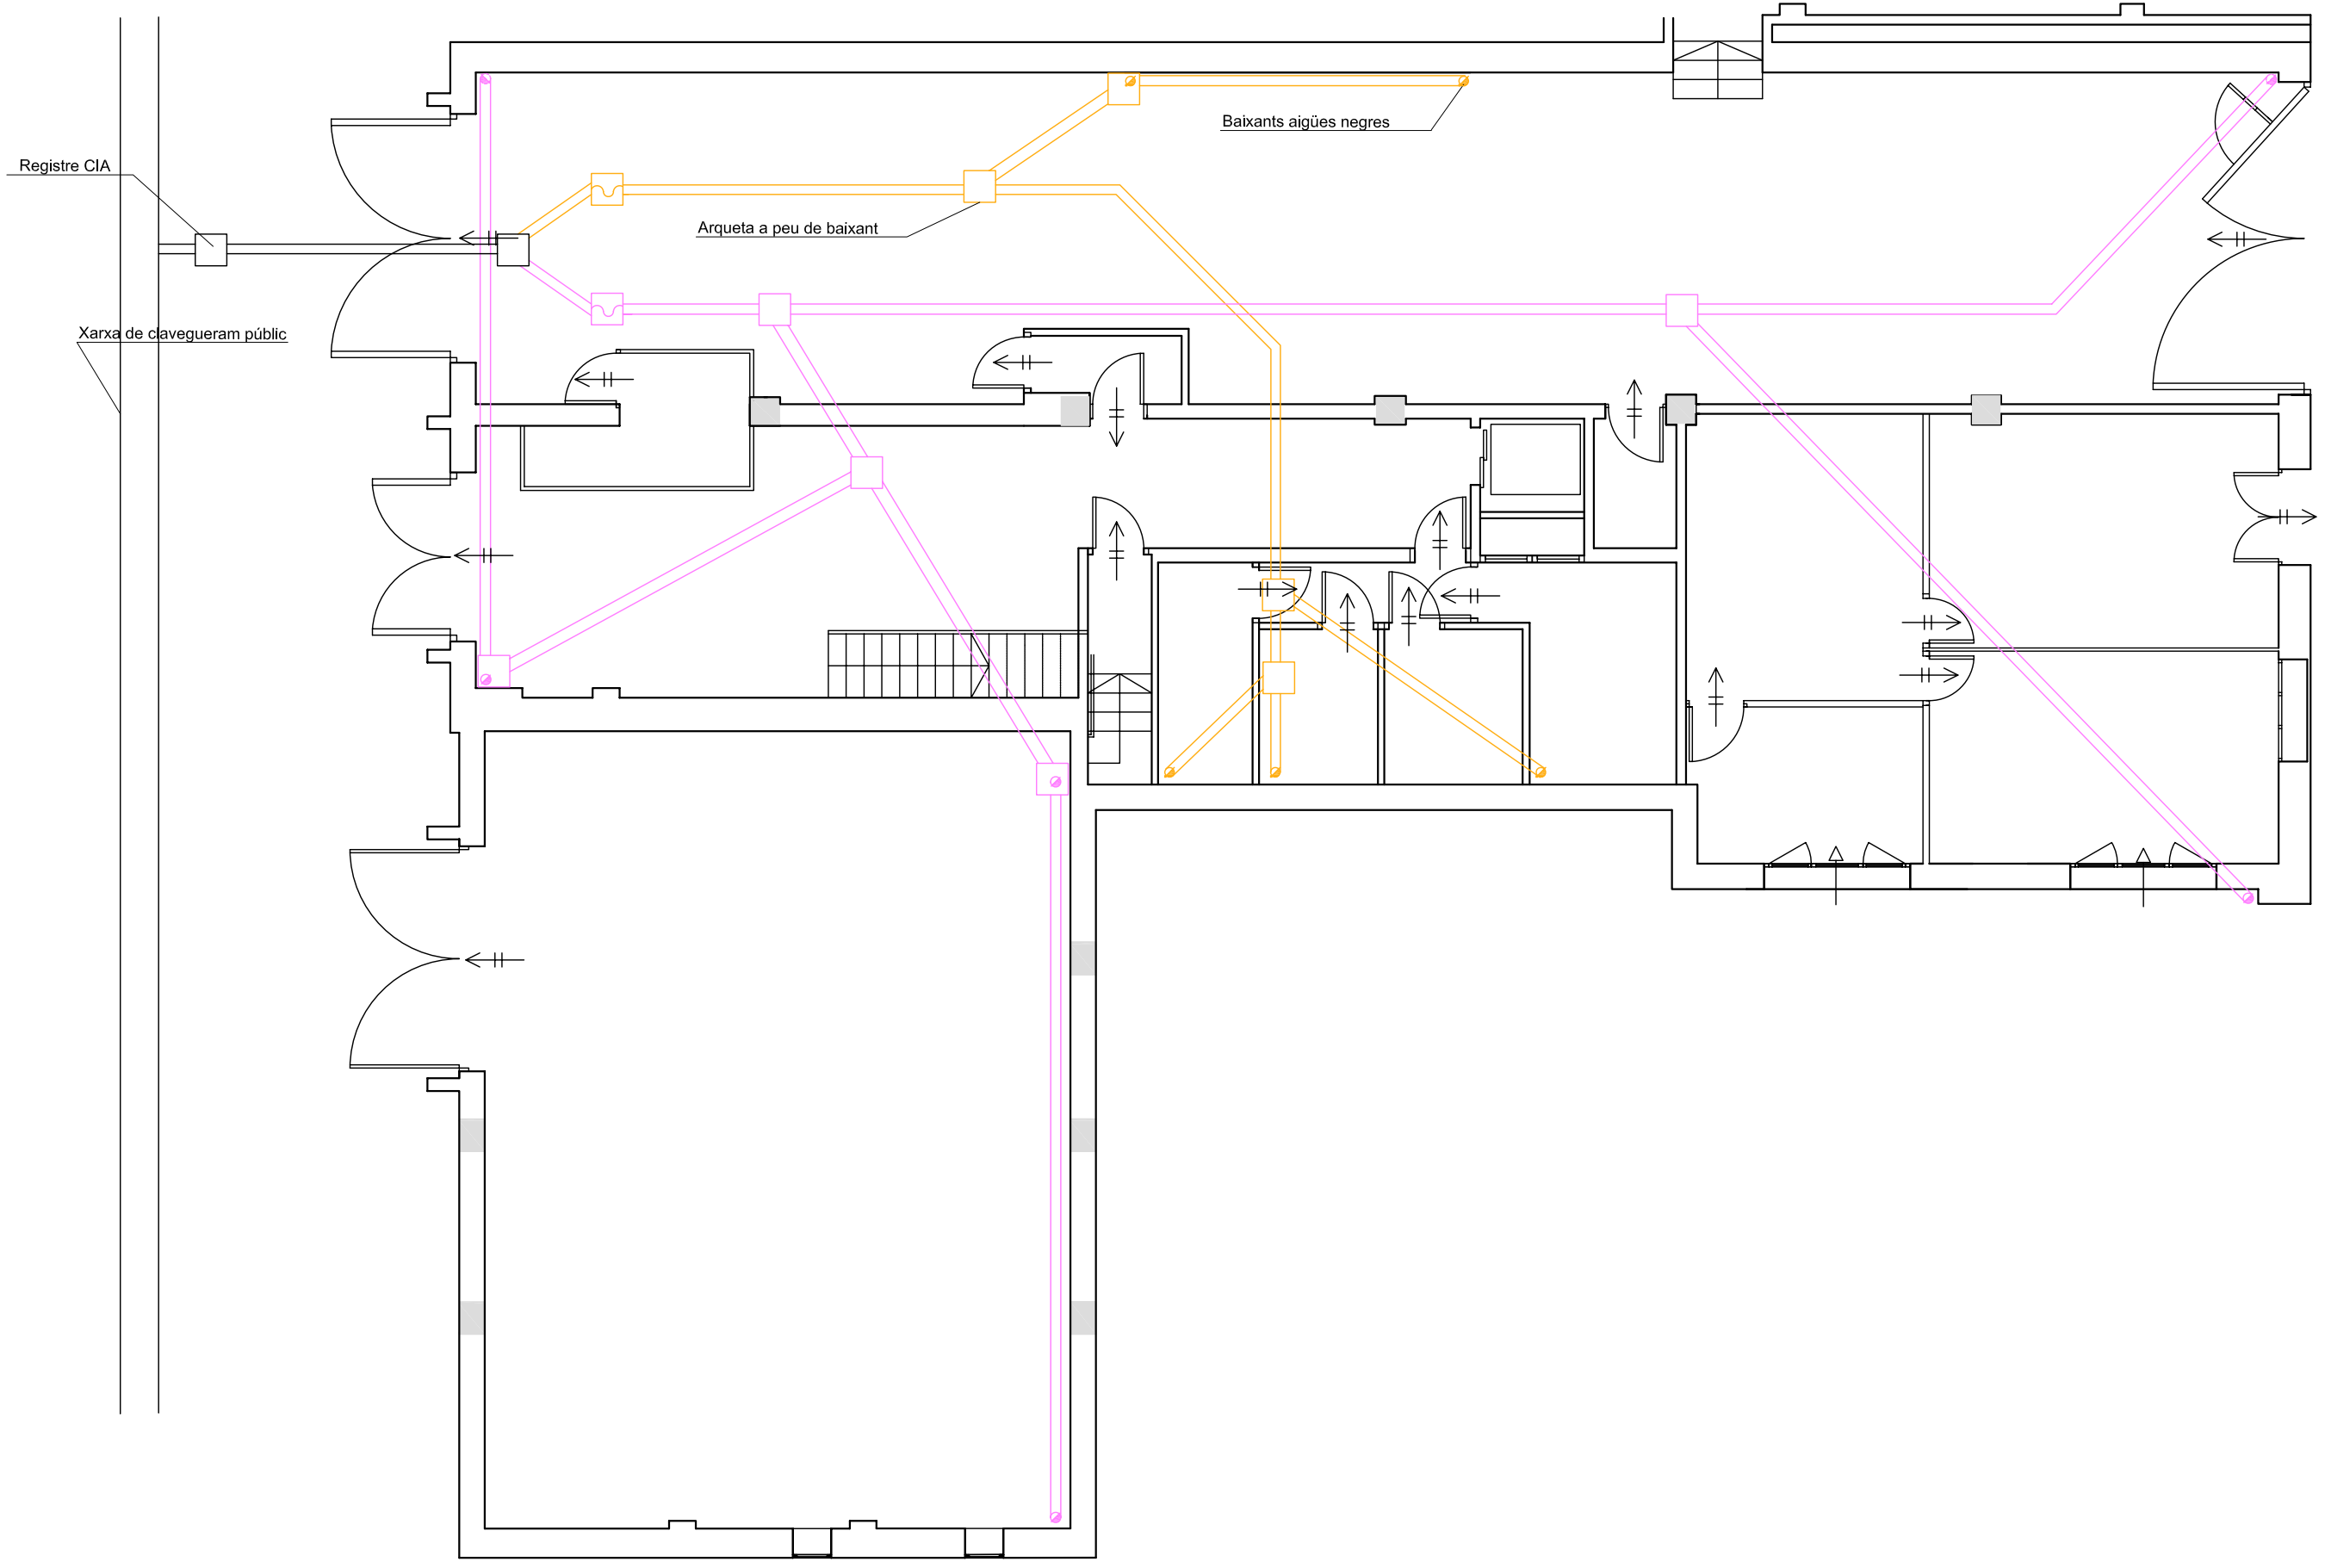 Baixants aigües negres
Registre CIA
Arqueta a peu de baixant
Xarxa de clavegueram públic